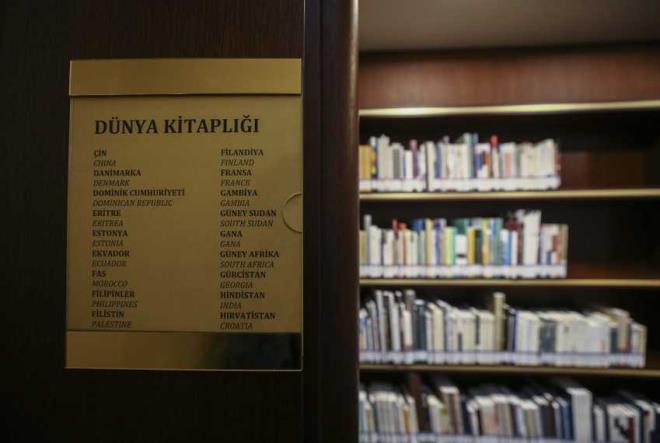 DÜNYA KİTAPLIĞI
ÇİN
CHINA
DANİMARKA
DENMARK
DOMİNİK CUMHURİYETİ
DOMINICAN REPUBLIC
ERİTRE
ERITREA
ESTONYA
ESTONIA
EKVADOR
ECUADOR
FAS
MOROCCO
FİLİPİNLER
PHILIPPINES
FİLİSTİN
PALESTINE
FİLANDİYA
FINLAND
FRANSA
FRANCE
GAMBİYA
GAMBIA
GÜNEY SUDAN
SOUTH SUDAN
GANA
GANA
GÜNEY AFRİKA
SOUTH AFRICA
GÜRCİSTAN
GEORGIA
HİNDİSTAN
INDIA
HIRVATİSTAN
CROATIA